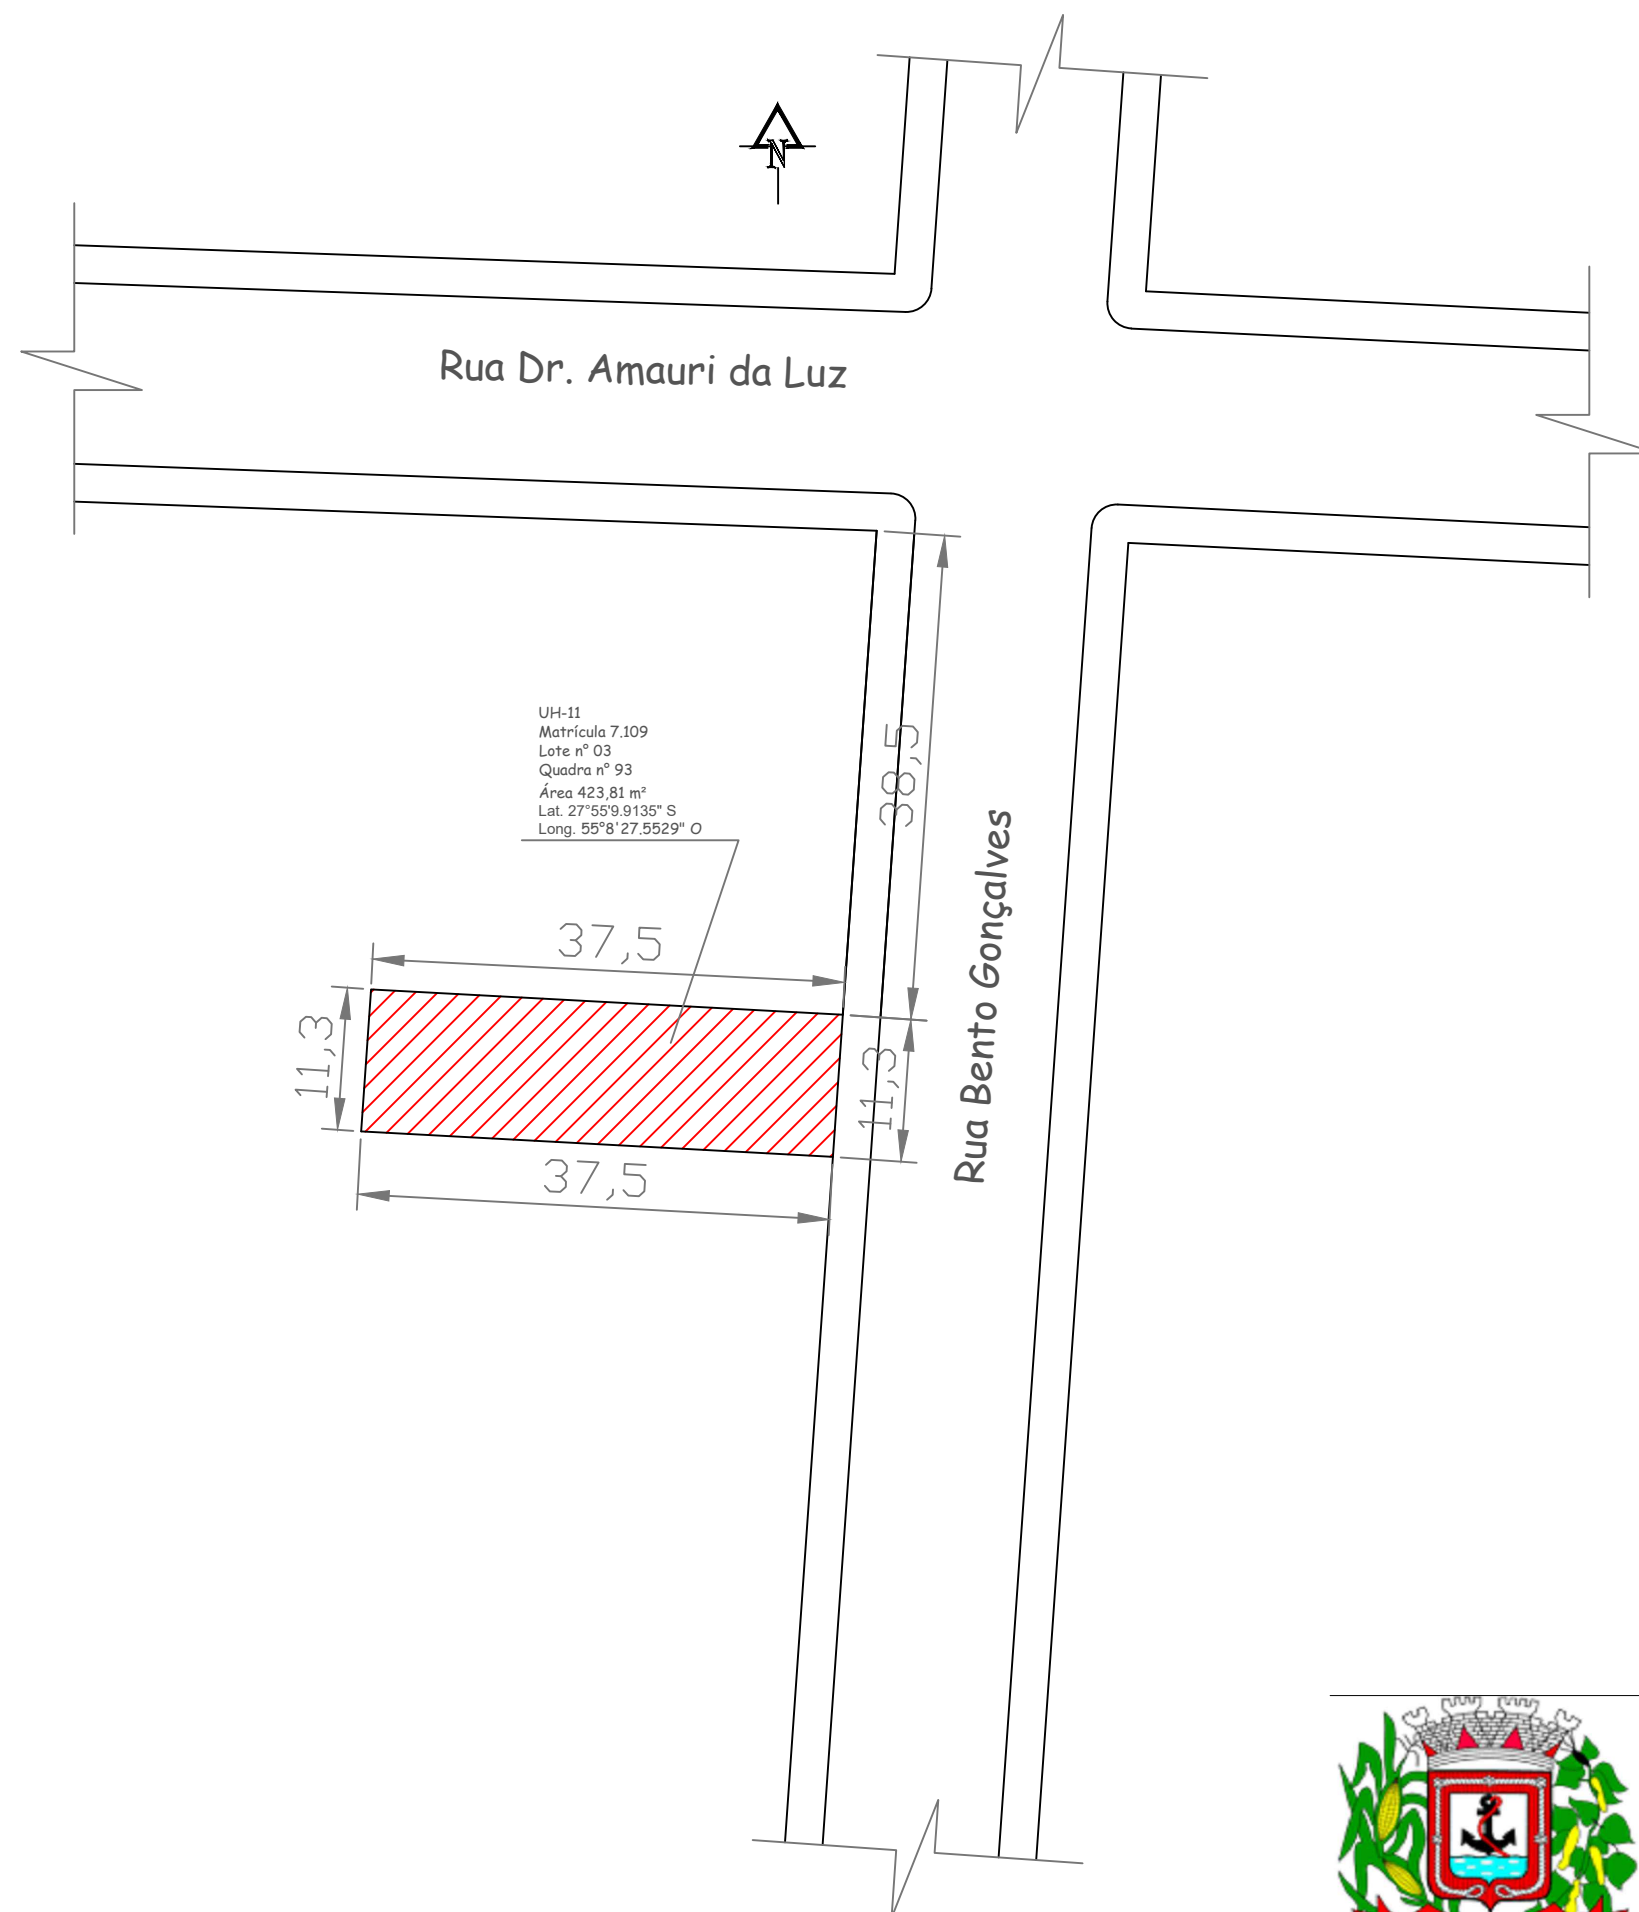 N
Rua Dr. Amauri da Luz
UH-11
Matrícula 7.109
Lote n° 03
Quadra n° 93
Área 423,81 m²
Lat. 27°55'9.9135" S
Long. 55°8'27.5529" O
38,5
Rua Bento Gonçalves
37,5
11,3
11,3
37,5